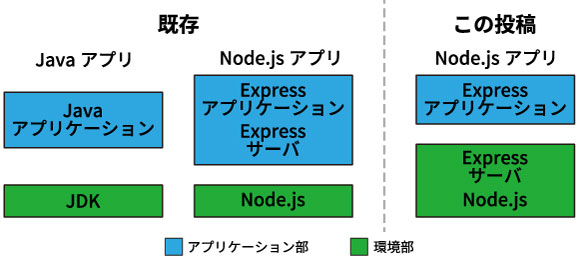 既存
この投稿
Java アプリ
Node.js アプリ
Node.js アプリ
Java
アプリケーション
Express
アプリケーション
Express
サーバ
Express
アプリケーション
JDK
Node.js
Express
サーバ
Node.js
アプリケーション部
環境部